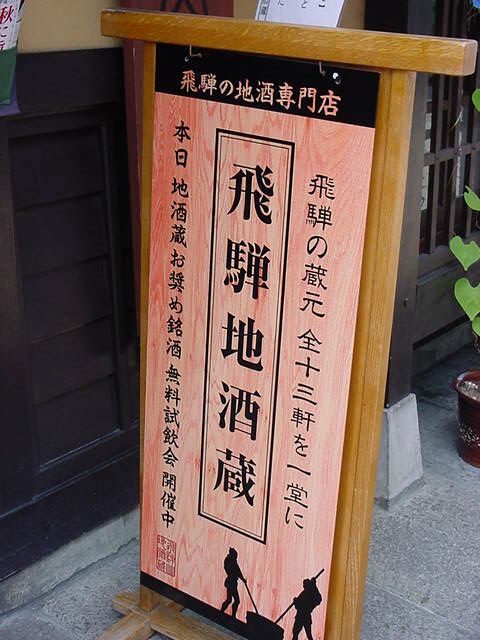 飛騨の地酒専門店
飛騨の蔵元 全十三軒を一堂に
飛騨地酒蔵
本日 地酒蔵お奨め銘酒 無料試飲会 開催中